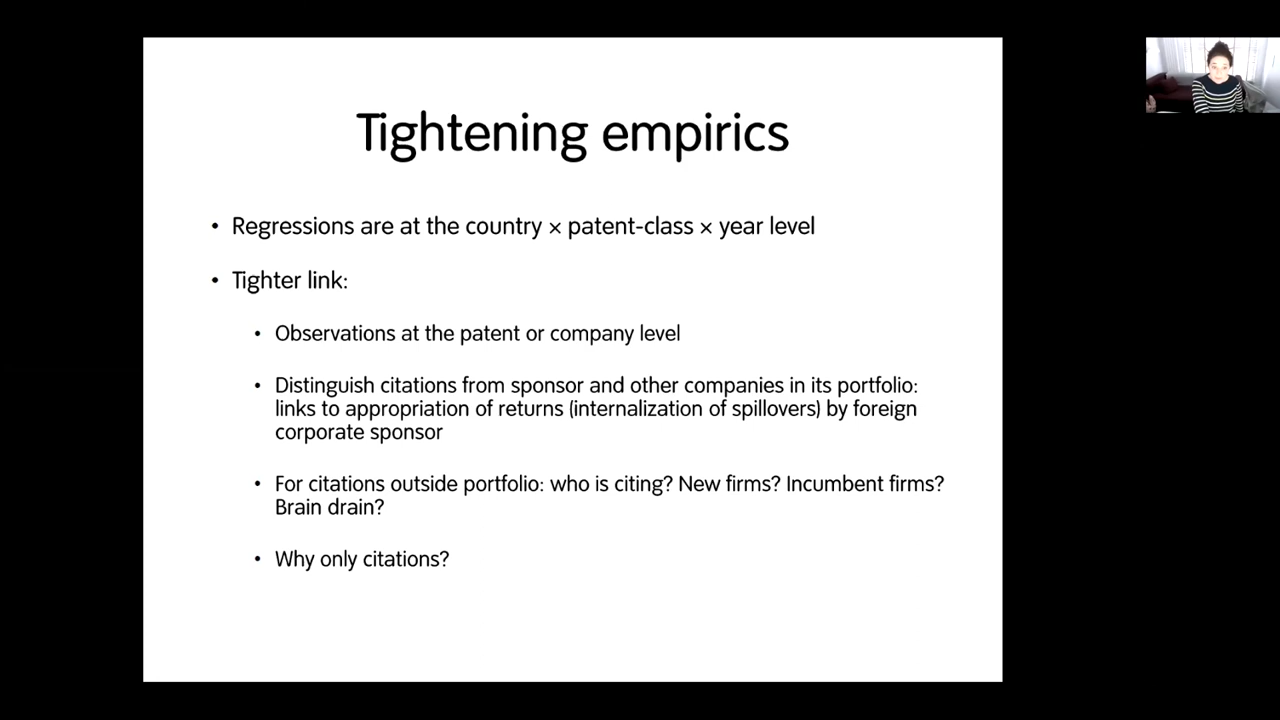 Tightening empirics
• Regressions are at the country × patent-class × year level
• Tighter link:
• Observations at the patent or company level
• Distinguish citations from sponsor and other companies in its portfolio:
links to appropriation of returns (internalization of spillovers) by foreign
corporate sponsor
• For citations outside portfolio: who is citing? New firms? Incumbent firms?
Brain drain?
• Why only citations?